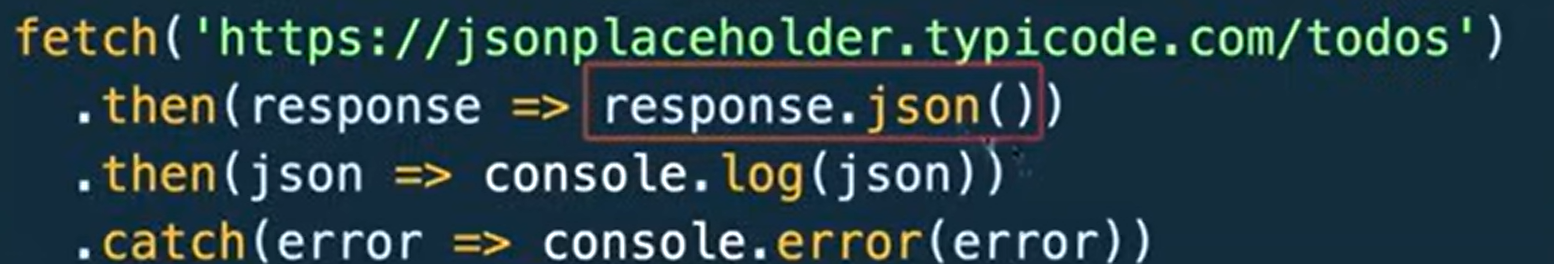 fetch('https://jsonplaceholder.typicode.com/todos')
.then(response => response.json())
.then(json => console.log(json))
.catch(error => console.error(error))